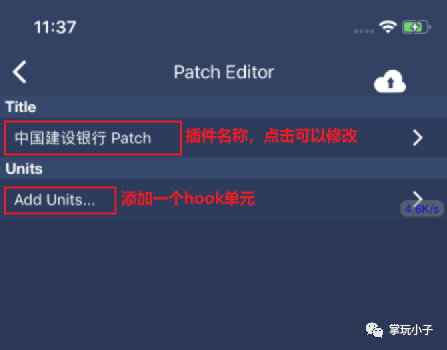 11:37
Patch Editor
Title
中国建设银行 Patch
插件名称，点击可以修改
Units
Add Units...
添加一个hook单元
4.6K/s
掌玩小子